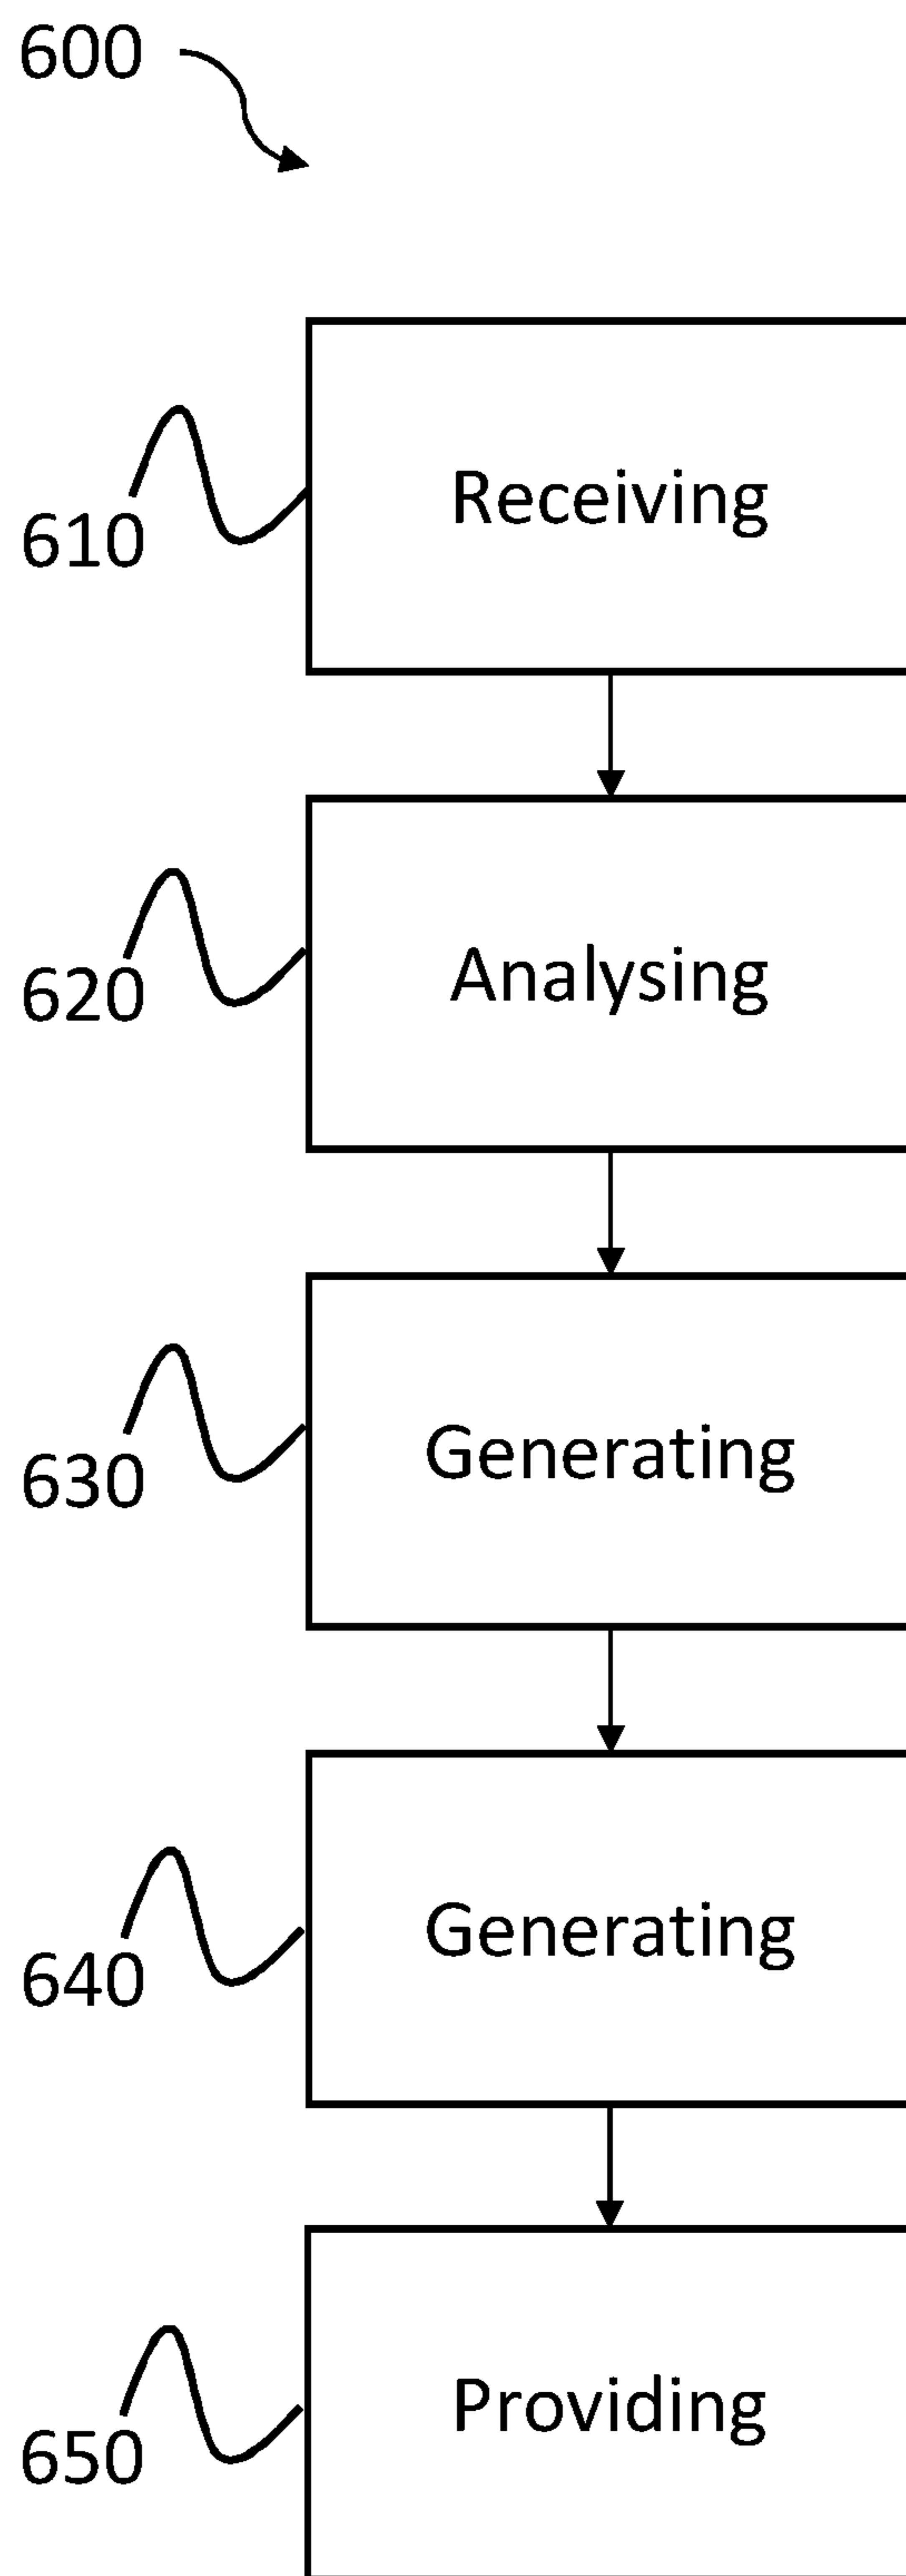 600
610
Receiving
620
Analysing
630
Generating
640
Generating
650
Providing